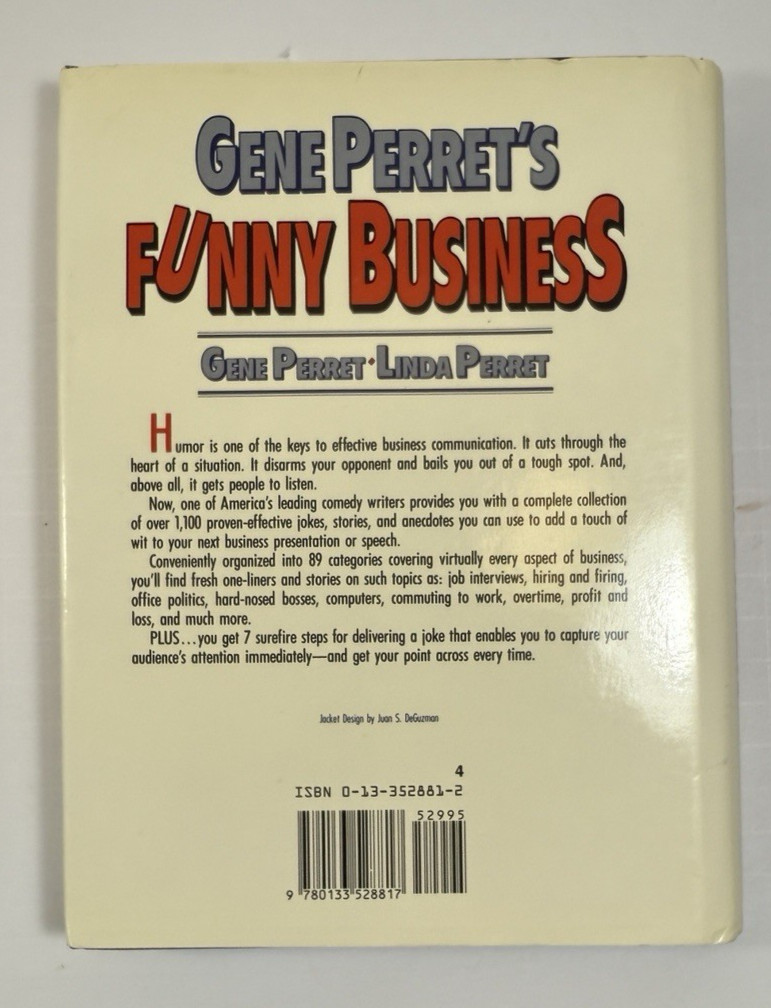 GENE PERRET'S
FUNNY BUSINESS
GENE PERRET • LINDA PERRET
Humor is one of the keys to effective business communication. It cuts through the
heart of a situation. It disarms your opponent and bails you out of a tough spot. And,
above all, it gets people to listen.
Now, one of America's leading comedy writers provides you with a complete collection
of over 1,100 proven-effective jokes, stories, and anecdotes you can use to add a touch of
wit to your next business presentation or speech.
Conveniently organized into 89 categories covering virtually every aspect of business,
you'll find fresh one-liners and stories on such topics as: job interviews, hiring and firing,
office politics, hard-nosed bosses, computers, commuting to work, overtime, profit and
loss, and much more.
PLUS...you get 7 surefire steps for delivering a joke that enables you to capture your
audience's attention immediately—and get your point across every time.
Jacket Design by Juan S. DeGuzman
4
ISBN 0-13-352881-2
52995
9 780133 528817